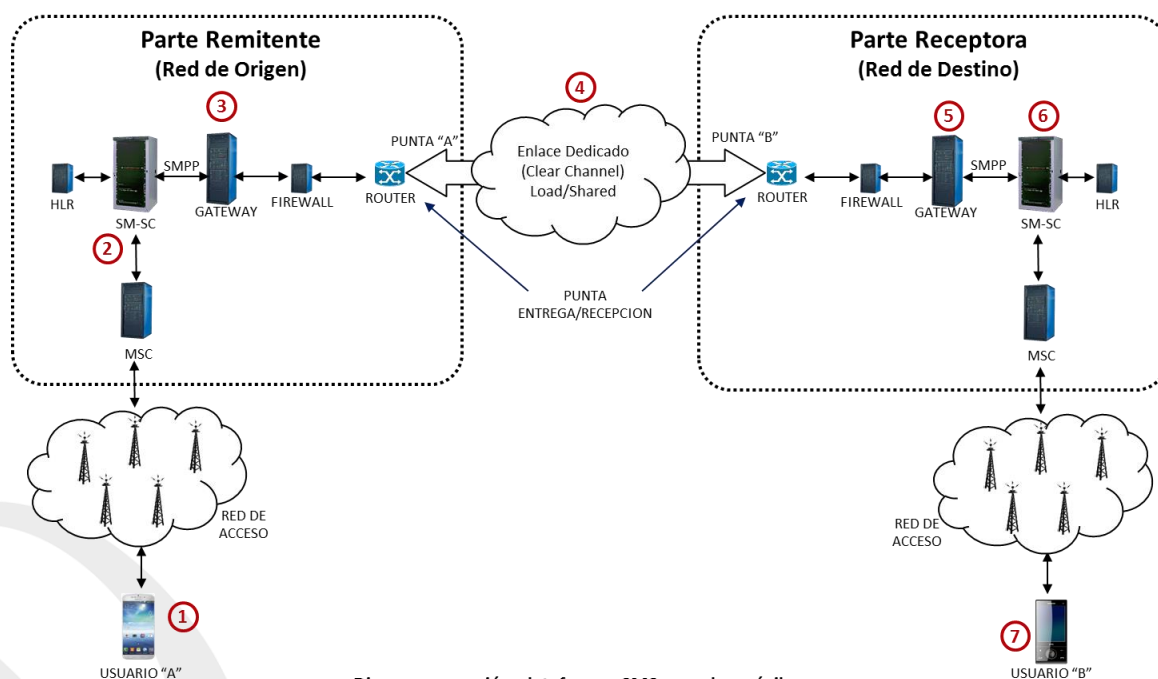 Parte Remitente
(Red de Origen)
Parte Receptora
(Red de Destino)
3
4
5
6
PUNTA “A”
PUNTA “B”
Enlace Dedicado
(Clear Channel)
Load/Shared
SMPP
SMPP
HLR
SM-SC
GATEWAY
FIREWALL
ROUTER
ROUTER
FIREWALL
GATEWAY
SM-SC
HLR
2
PUNTA
ENTREGA/RECEPCION
MSC
MSC
RED DE
ACCESO
RED DE
ACCESO
1
7
USUARIO “A”
USUARIO “B”